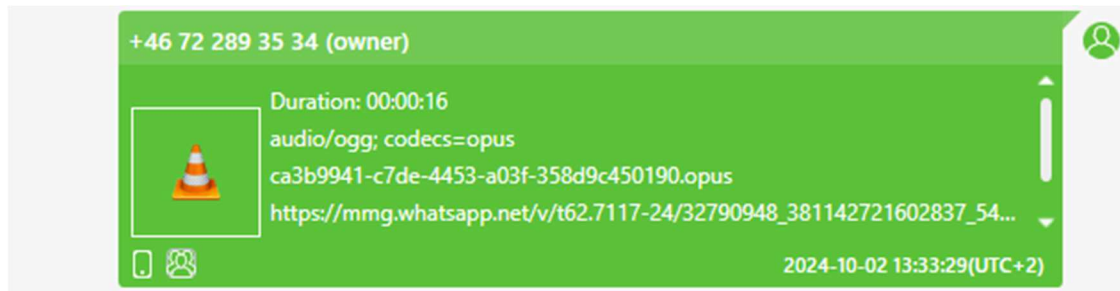 +46 72 289 35 34 (owner)
Duration: 00:00:16
audio/ogg; codecs=opus
ca3b9941-c7de-4453-a03f-358d9c450190.opus
https://mmg.whatsapp.net/v/t62.7117-24/32790948_381142721602837_54...
2024-10-02 13:33:29(UTC+2)